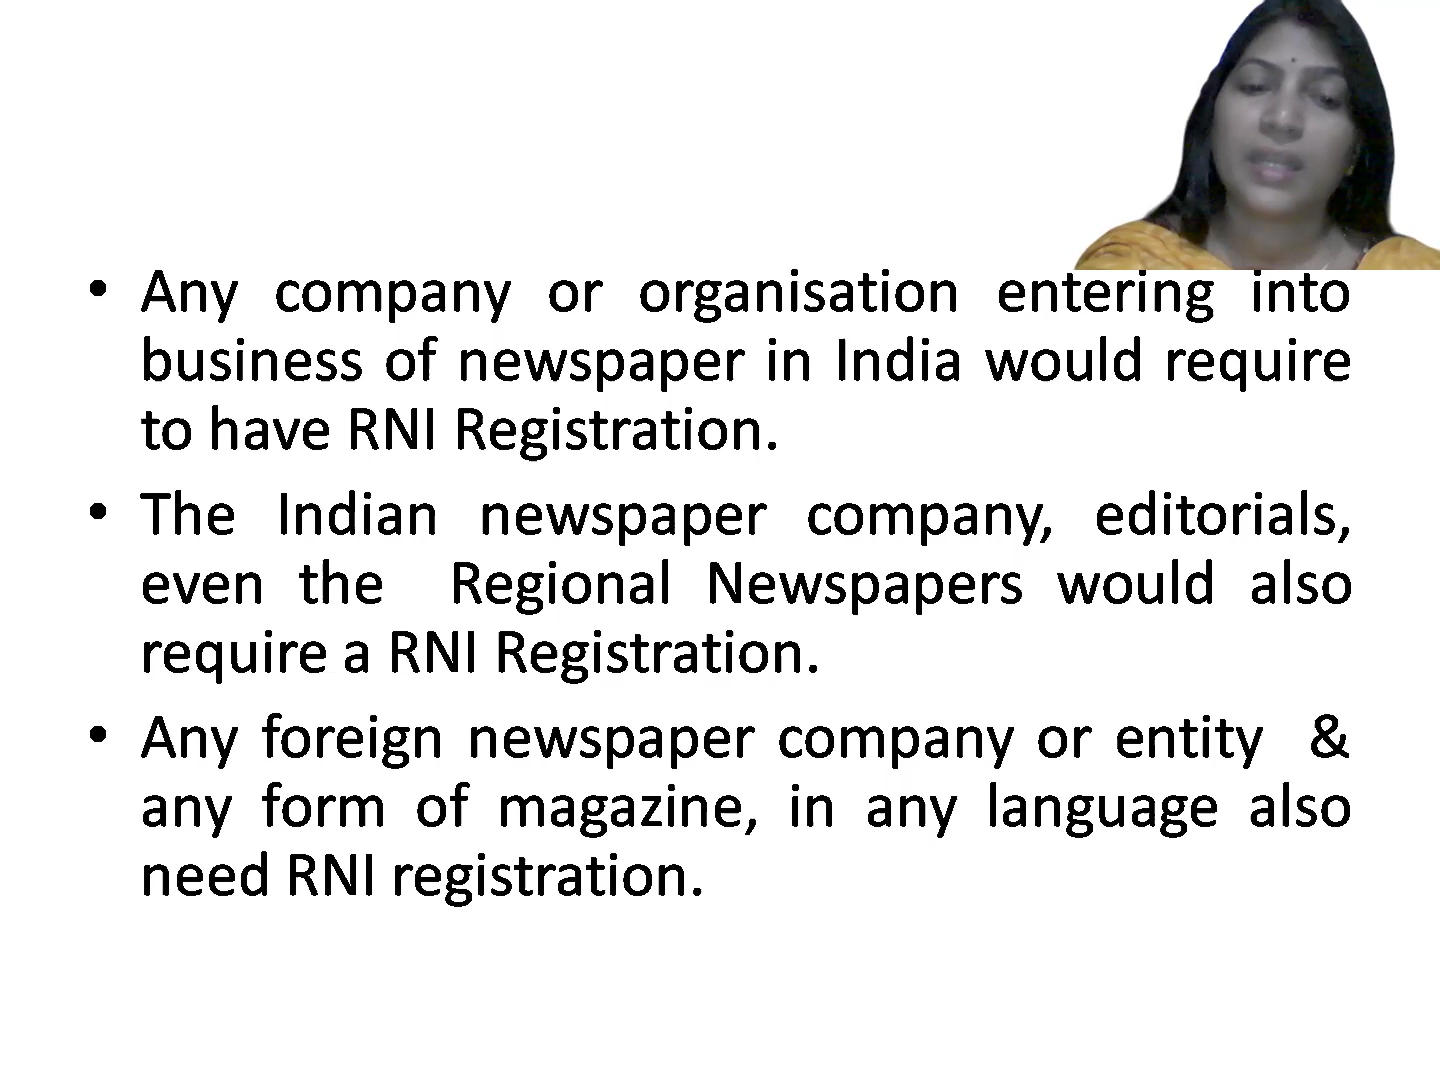 • Any company or organisation entering into
business of newspaper in India would require
to have RNI Registration.
• The Indian newspaper company, editorials,
even the Regional Newspapers would also
require a RNI Registration.
• Any foreign newspaper company or entity &
any form of magazine, in any language also
need RNI registration.